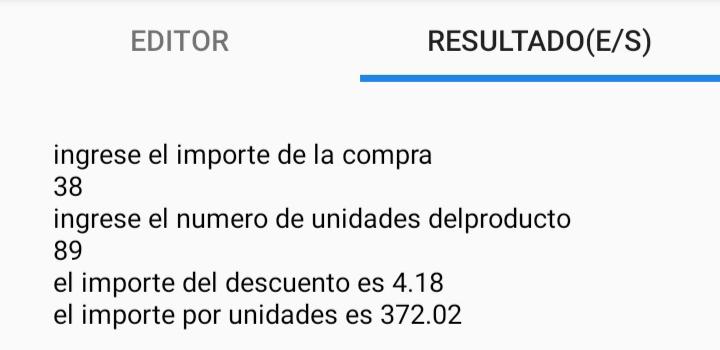 EDITOR RESULTADO(E/S)
ingrese el importe de la compra
38
ingrese el numero de unidades delproducto
89
el importe del descuento es 4.18
el importe por unidades es 372.02